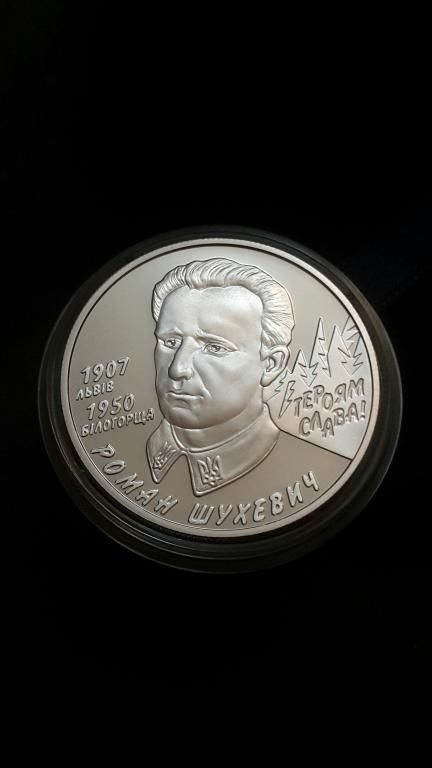 1907
ЛЬВІВ
1950
БІЛОГОРЩА
ГЕРОЯМ
СЛАВА!
РОМАН ШУХЕВИЧ